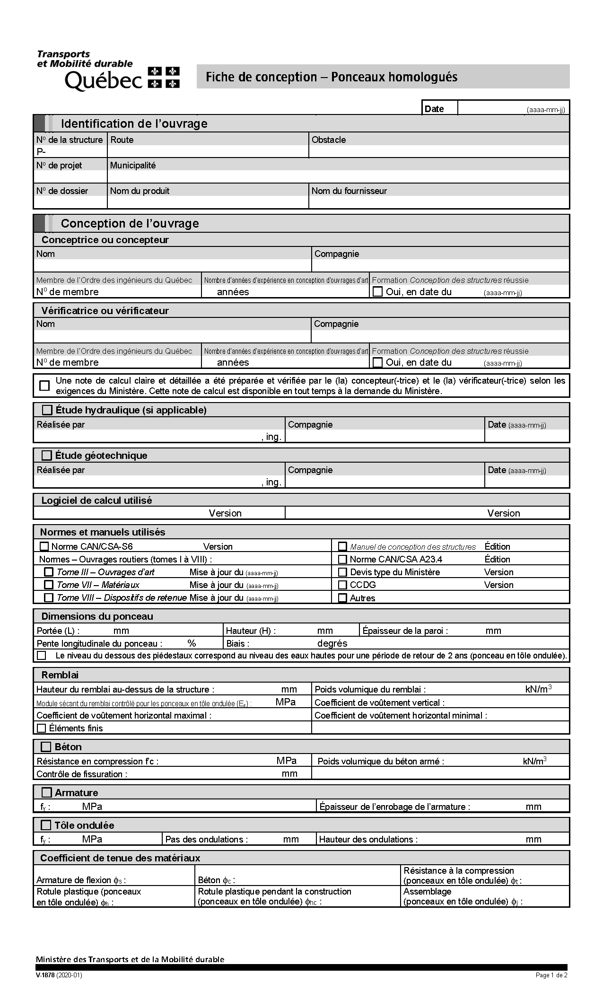 Transports
et Mobilité durable
Québec
Fiche de conception – Ponceaux homologués
Date (aaaa-mm-jj)
Identification de l’ouvrage
Nº de la structure Route Obstacle
P-
Nº de projet Municipalité
Nº de dossier Nom du produit Nom du fournisseur
Conception de l’ouvrage
Conceptrice ou concepteur
Nom Compagnie
Membre de l’Ordre des ingénieurs du Québec Nombre d’années d’expérience en conception d’ouvrages d’art Formation Conception des structures réussie
Nº de membre années Oui, en date du (aaaa-mm-jj)
Vérificatrice ou vérificateur
Nom Compagnie
Membre de l’Ordre des ingénieurs du Québec Nombre d’années d’expérience en conception d’ouvrages d’art Formation Conception des structures réussie
Nº de membre années Oui, en date du (aaaa-mm-jj)
Une note de calcul claire et détaillée a été préparée et vérifiée par le (la) concepteur(-trice) et le (la) vérificateur(-trice) selon les
exigences du Ministère. Cette note de calcul est disponible en tout temps à la demande du Ministère.
Étude hydraulique (si applicable)
Réalisée par Compagnie Date (aaaa-mm-jj)
, ing.
Étude géotechnique
Réalisée par Compagnie Date (aaaa-mm-jj)
, ing.
Logiciel de calcul utilisé
Version Version
Normes et manuels utilisés
Norme CAN/CSA-S6 Version Manuel de conception des structures Édition
Normes – Ouvrages routiers (tomes I à VIII) : Norme CAN/CSA A23.4 Édition
Tome III – Ouvrages d’art Mise à jour du (aaaa-mm-jj) Devis type du Ministère Version
Tome VII – Matériaux Mise à jour du (aaaa-mm-jj) CCDG Version
Tome VIII – Dispositifs de retenue Mise à jour du (aaaa-mm-jj) Autres
Dimensions du ponceau
Portée (L) : mm Hauteur (H) : mm Épaisseur de la paroi : mm
Pente longitudinale du ponceau : % Biais : degrés
Le niveau du dessous des piédestaux correspond au niveau des eaux hautes pour une période de retour de 2 ans (ponceau en tôle ondulée).
Remblai
Hauteur du remblai au-dessus de la structure : mm Poids volumique du remblai : kN/m³
Module sécant du remblai contrôlé pour les ponceaux en tôle ondulée (Es) : MPa Coefficient de voûtement vertical :
Coefficient de voûtement horizontal maximal : Coefficient de voûtement horizontal minimal :
Éléments finis
Béton
Résistance en compression f’c : MPa Poids volumique du béton armé : kN/m³
Contrôle de fissuration : mm
Armature
fy : MPa Épaisseur de l’enrobage de l’armature : mm
Tôle ondulée
fy : MPa Pas des ondulations : mm Hauteur des ondulations : mm
Coefficient de tenue des matériaux
Résistance à la compression
Armature de flexion ϕs : Béton ϕc : (ponceaux en tôle ondulée) ϕt :
Rotule plastique (ponceaux Rotule plastique pendant la construction Assemblage
en tôle ondulée) ϕh : (ponceaux en tôle ondulée) ϕhc : (ponceaux en tôle ondulée) ϕj :
Ministère des Transports et de la Mobilité durable
V-1878 (2020-01) Page 1 de 2